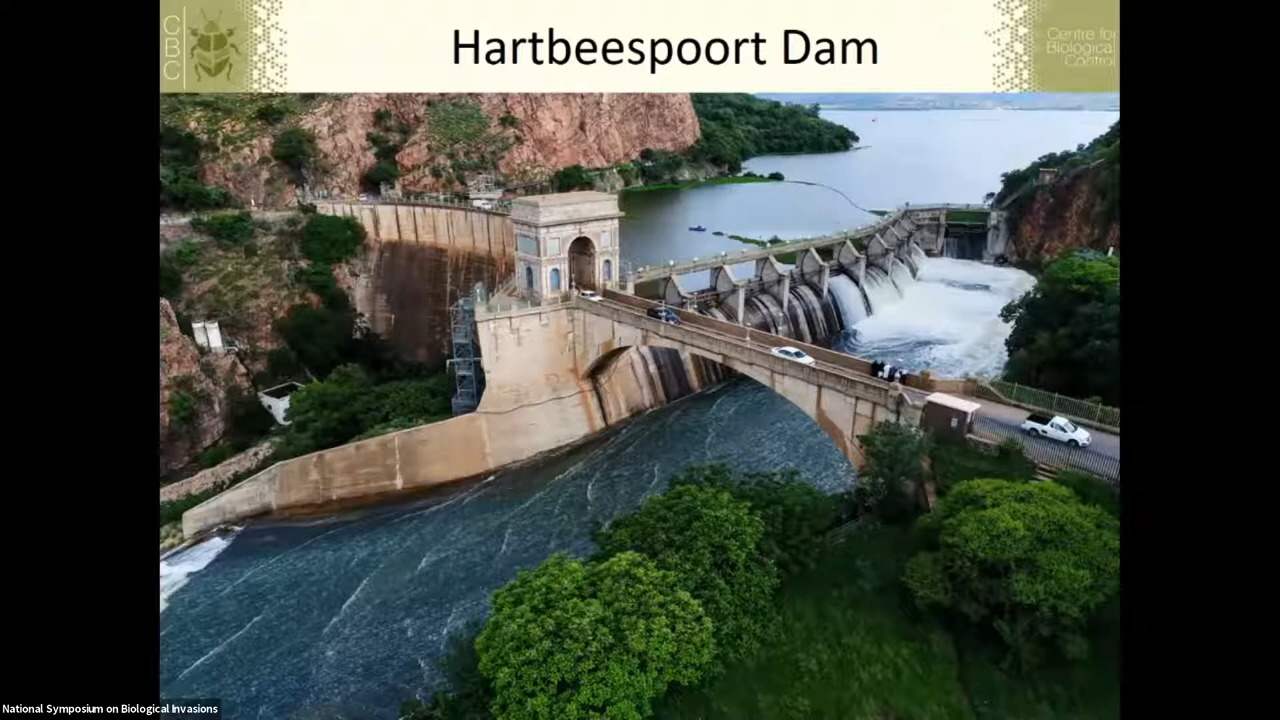 CBC
Hartbeespoort Dam
Centre for
Biological
Control
National Symposium on Biological Invasions